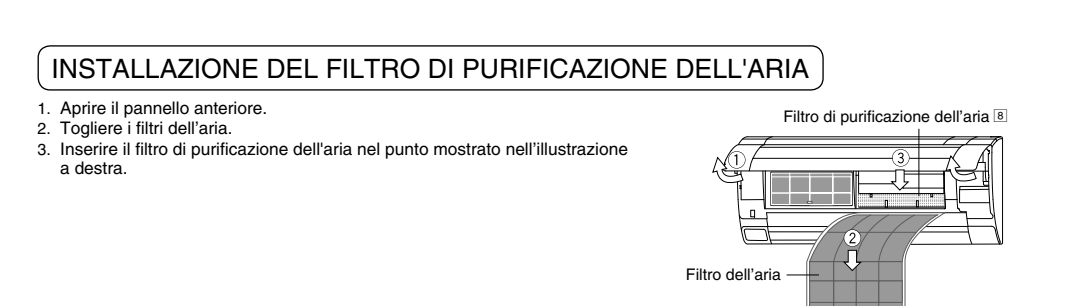 INSTALLAZIONE DEL FILTRO DI PURIFICAZIONE DELL'ARIA
1. Aprire il pannello anteriore.
2. Togliere i filtri dell’aria.
3. Inserire il filtro di purificazione dell'aria nel punto mostrato nell’illustrazione
a destra.
Filtro di purificazione dell’aria 8
1
3
2
Filtro dell’aria